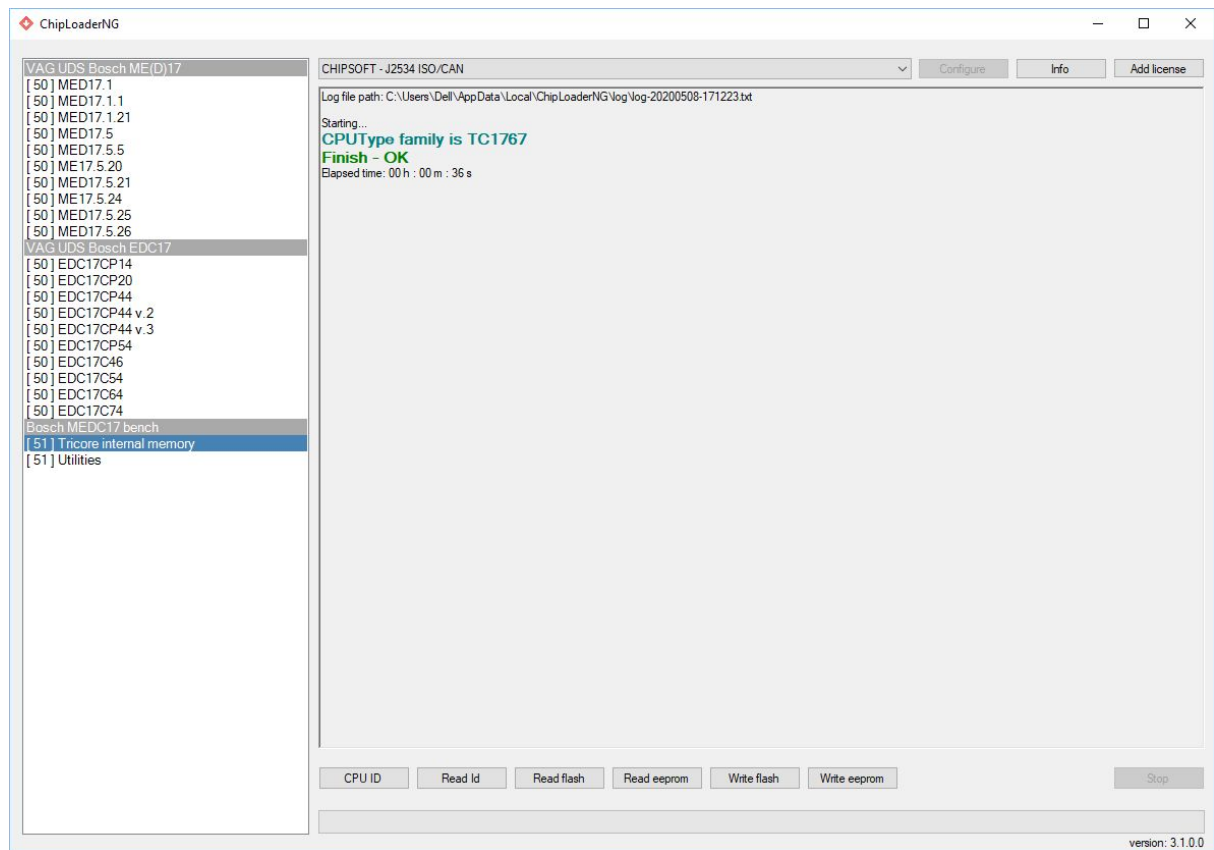 ChipLoaderNG
VAG UDS Bosch ME(D)17
[ 50 ] MED17.1
[ 50 ] MED17.1.1
[ 50 ] MED17.1.21
[ 50 ] MED17.5
[ 50 ] MED17.5.5
[ 50 ] ME17.5.20
[ 50 ] MED17.5.21
[ 50 ] ME17.5.24
[ 50 ] MED17.5.25
[ 50 ] MED17.5.26
VAG UDS Bosch EDC17
[ 50 ] EDC17CP14
[ 50 ] EDC17CP20
[ 50 ] EDC17CP44
[ 50 ] EDC17CP44 v.2
[ 50 ] EDC17CP44 v.3
[ 50 ] EDC17CP54
[ 50 ] EDC17C46
[ 50 ] EDC17C54
[ 50 ] EDC17C64
[ 50 ] EDC17C74
Bosch MEDC17 bench
[ 51 ] Tricore internal memory
[ 51 ] Utilities
CHIPSOFT - J2534 ISO/CAN
Configure
Info
Add license
Log file path: C:\Users\Dell\AppData\Local\ChipLoaderNG\log\log-20200508-171223.txt
Starting...
CPUType family is TC1767
Finish - OK
Elapsed time: 00 h : 00 m : 36 s
CPU ID
Read Id
Read flash
Read eeprom
Write flash
Write eeprom
Stop
version: 3.1.0.0